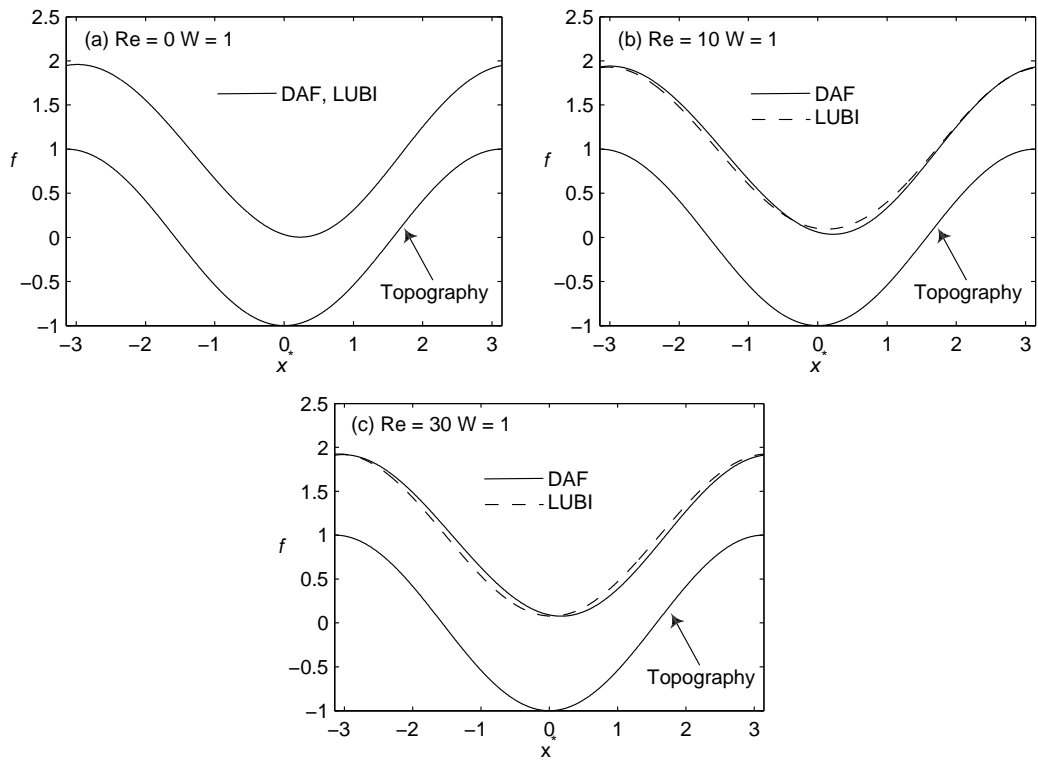 (a) Re = 0 W = 1
DAF, LUBI
Topography
f
2.5
2
1.5
1
0.5
0
−0.5
−1
−3 −2 −1 0 1 2 3
x*
(b) Re = 10 W = 1
DAF
LUBI
Topography
f
2.5
2
1.5
1
0.5
0
−0.5
−1
−3 −2 −1 0 1 2 3
x*
(c) Re = 30 W = 1
DAF
LUBI
Topography
f
2.5
2
1.5
1
0.5
0
−0.5
−1
−3 −2 −1 0 1 2 3
x*